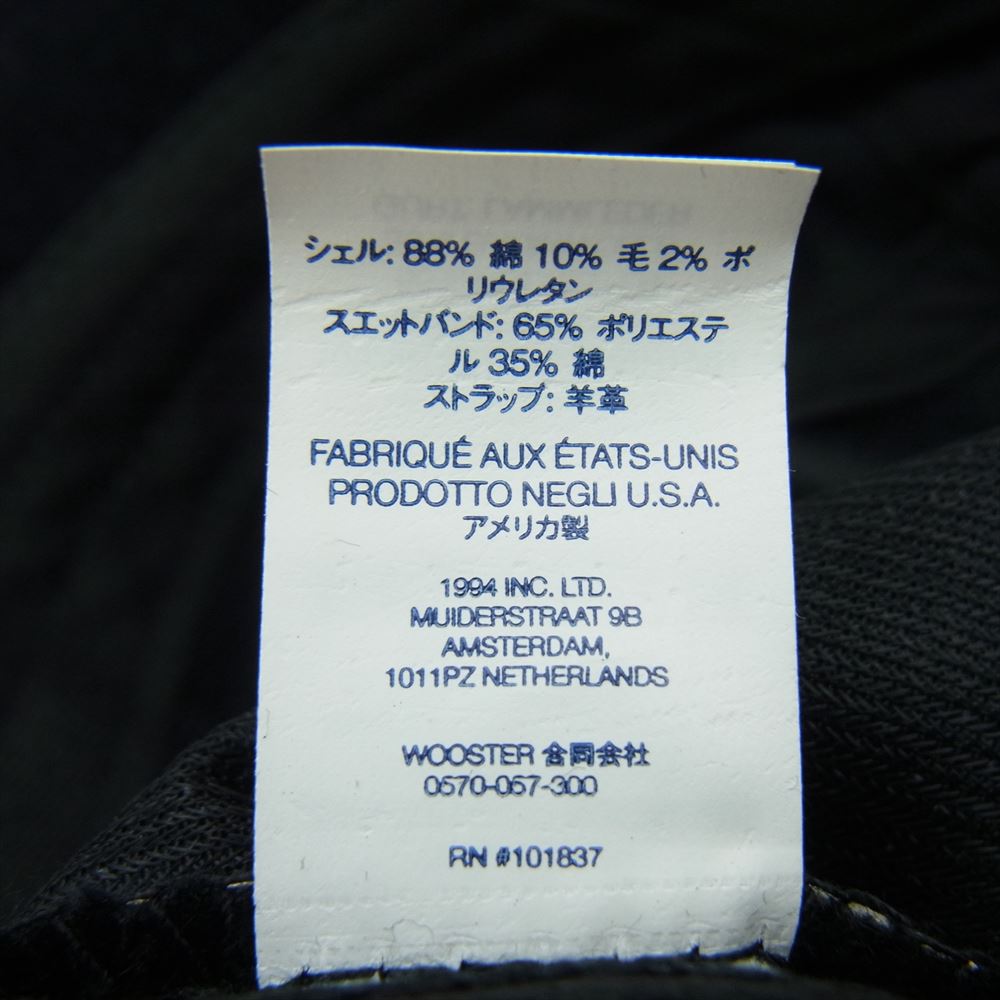 シェル: 88% 綿 10% 毛 2% ポ
リウレタン
スエットバンド: 65% ポリエステ
ル 35% 綿
ストラップ: 羊革
FABRIQUÉ AUX ÉTATS-UNIS
PRODOTTO NEGLI U.S.A.
アメリカ製
1994 INC. LTD.
MUIDERSTRAAT 9B
AMSTERDAM,
1011PZ NETHERLANDS
WOOSTER 合同会社
0570-057-300
RN #101837